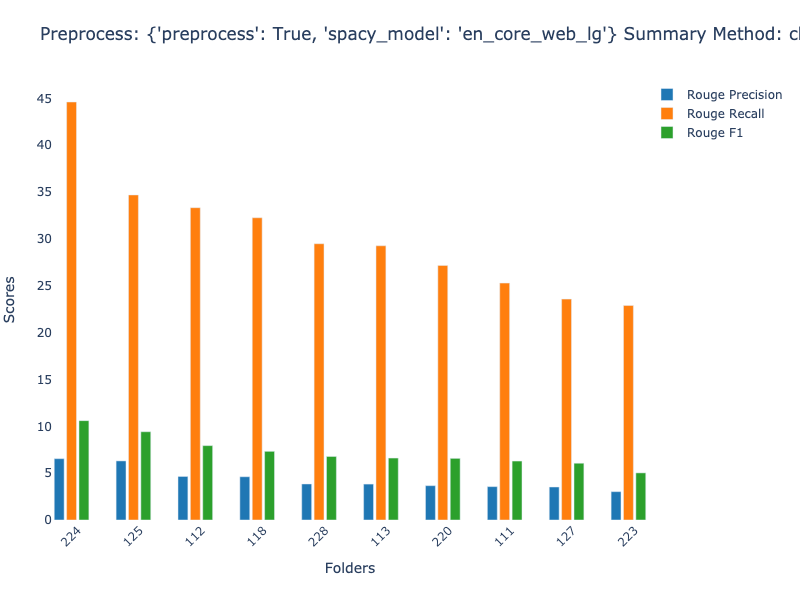 Preprocess: {'preprocess': True, 'spacy_model': 'en_core_web_lg'} Summary Method:
Rouge Precision
Rouge Recall
Rouge F1
45
40
35
30
25
20
15
10
5
0
Scores
224 125 112 118 228 113 220 111 127 223
Folders